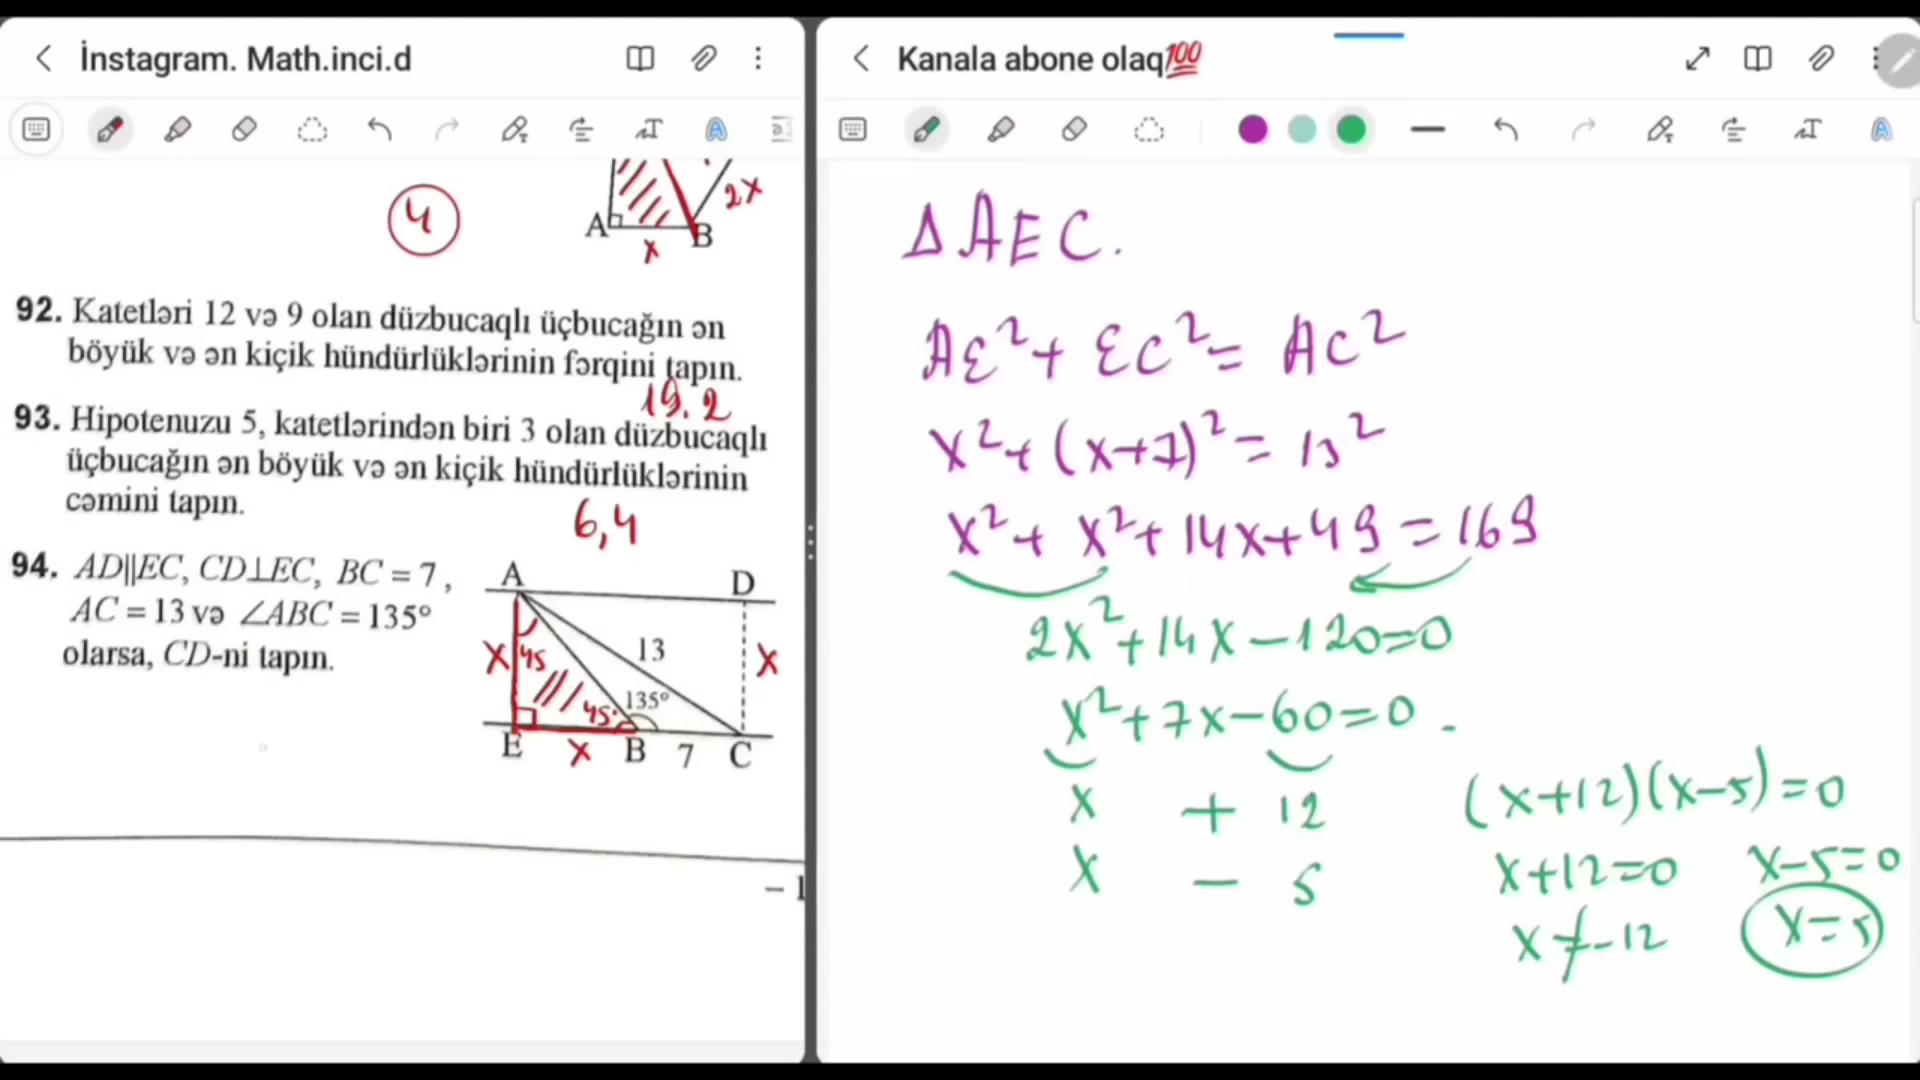 İnstagram. Math.inci.d
4
A
B
x
2x
92. Katetləri 12 və 9 olan düzbucaqlı üçbucağın ən
böyük və ən kiçik hündürlüklərinin fərqini tapın.
19.2
93. Hipotenuzu 5, katetlərindən biri 3 olan düzbucaqlı
üçbucağın ən böyük və ən kiçik hündürlüklərinin
cəmini tapın.
6,4
94. AD||EC, CD⊥EC, BC = 7,
AC = 13 və ∠ABC = 135°
olarsa, CD-ni tapın.
A
D
x
45
13
x
45°
135°
E
x
B
7
C
– 1
Kanala abone olaq💯
Δ AEC.
AE² + EC² = AC²
x² + (x+7)² = 13²
x² + x² + 14x + 49 = 169
2x² + 14x – 120 = 0
x² + 7x – 60 = 0.
x + 12
x – 5
(x+12)(x–5) = 0
x+12=0 x–5=0
x≠–12 x=5